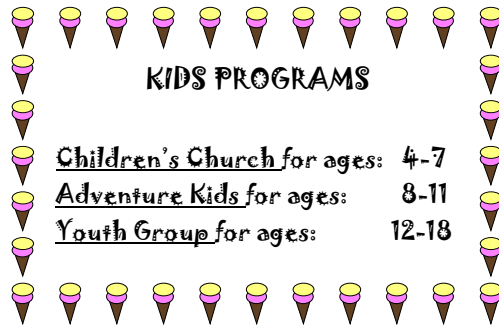 KIDS PROGRAMS
Children's Church for ages: 4-7
Adventure Kids for ages: 8-11
Youth Group for ages: 12-18